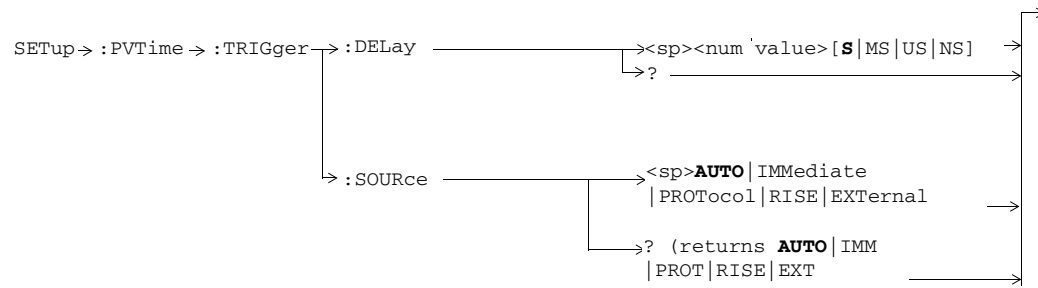 SETup :PVTime :TRIGger :DELay <sp><num value>[S|MS|US|NS]
?
:SOURce <sp>AUTO|IMMediate
|PROTocol|RISE|EXTernal
? (returns AUTO|IMM
|PROT|RISE|EXT